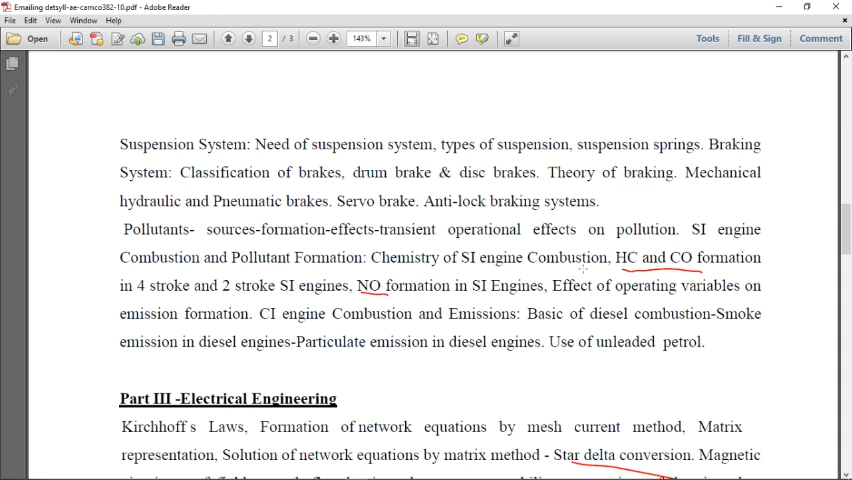 Emailing detsyll-ae-camco382-10.pdf - Adobe Reader
File Edit View Window Help
Open 2 / 3 143% Tools Fill & Sign Comment
Suspension System: Need of suspension system, types of suspension, suspension springs. Braking
System: Classification of brakes, drum brake & disc brakes. Theory of braking. Mechanical
hydraulic and Pneumatic brakes. Servo brake. Anti-lock braking systems.
Pollutants- sources-formation-effects-transient operational effects on pollution. SI engine
Combustion and Pollutant Formation: Chemistry of SI engine Combustion, HC and CO formation
in 4 stroke and 2 stroke SI engines, NO formation in SI Engines, Effect of operating variables on
emission formation. CI engine Combustion and Emissions: Basic of diesel combustion-Smoke
emission in diesel engines-Particulate emission in diesel engines. Use of unleaded petrol.
Part III -Electrical Engineering
Kirchhoff s Laws, Formation of network equations by mesh current method, Matrix
representation, Solution of network equations by matrix method - Star delta conversion. Magnetic